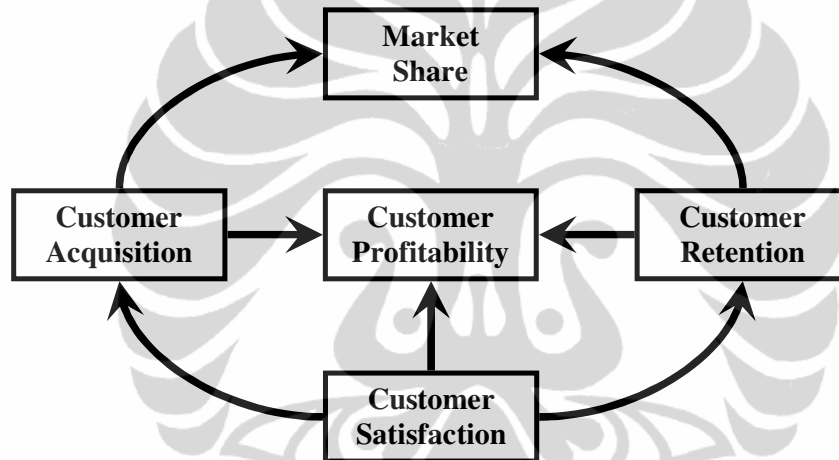 Market
Share
Customer
Acquisition
Customer
Profitability
Customer
Retention
Customer
Satisfaction